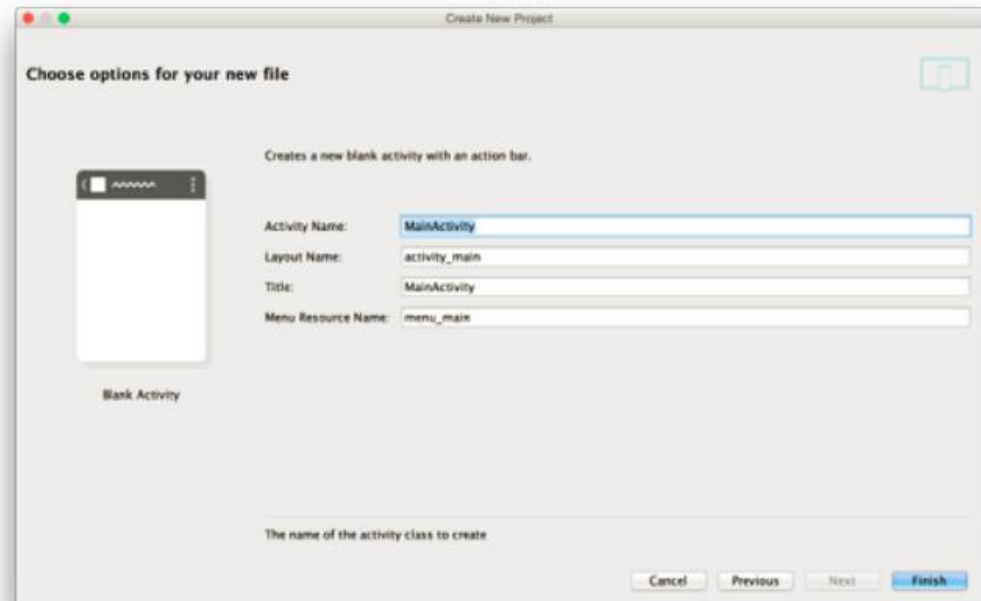 Create New Project
Choose options for your new file
Creates a new blank activity with an action bar.
Activity Name: MainActivity
Layout Name: activity_main
Title: MainActivity
Menu Resource Name: menu_main
Blank Activity
The name of the activity class to create
Cancel Previous Next Finish